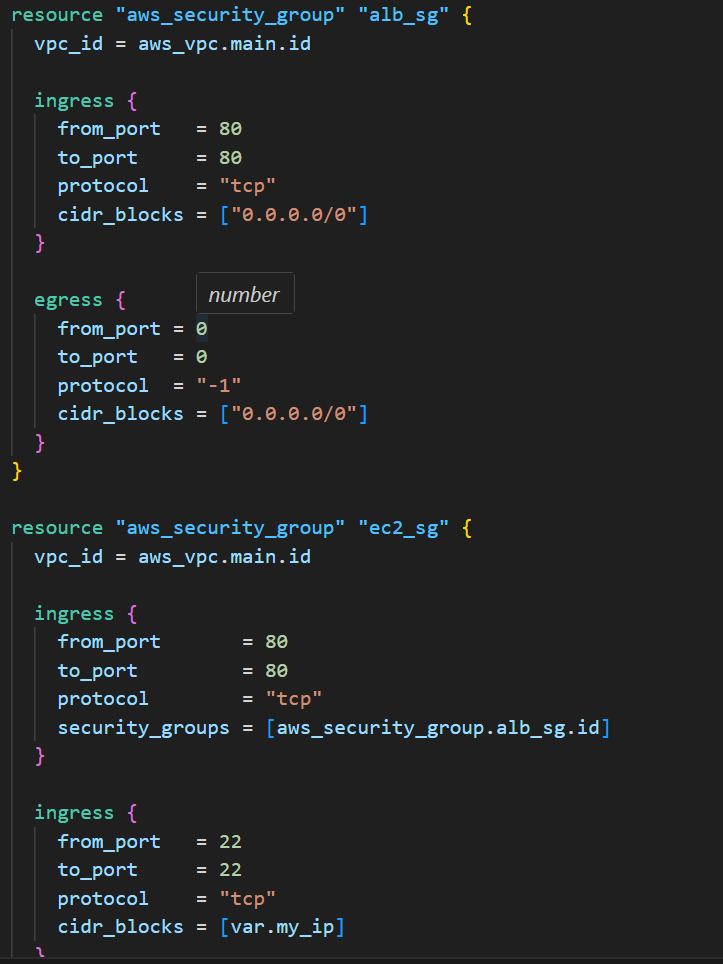 resource "aws_security_group" "alb_sg" {
  vpc_id = aws_vpc.main.id

  ingress {
    from_port   = 80
    to_port     = 80
    protocol    = "tcp"
    cidr_blocks = ["0.0.0.0/0"]
  }

  egress {
number
    from_port = 0
    to_port   = 0
    protocol  = "-1"
    cidr_blocks = ["0.0.0.0/0"]
  }
}

resource "aws_security_group" "ec2_sg" {
  vpc_id = aws_vpc.main.id

  ingress {
    from_port       = 80
    to_port         = 80
    protocol        = "tcp"
    security_groups = [aws_security_group.alb_sg.id]
  }

  ingress {
    from_port   = 22
    to_port     = 22
    protocol    = "tcp"
    cidr_blocks = [var.my_ip]
  }